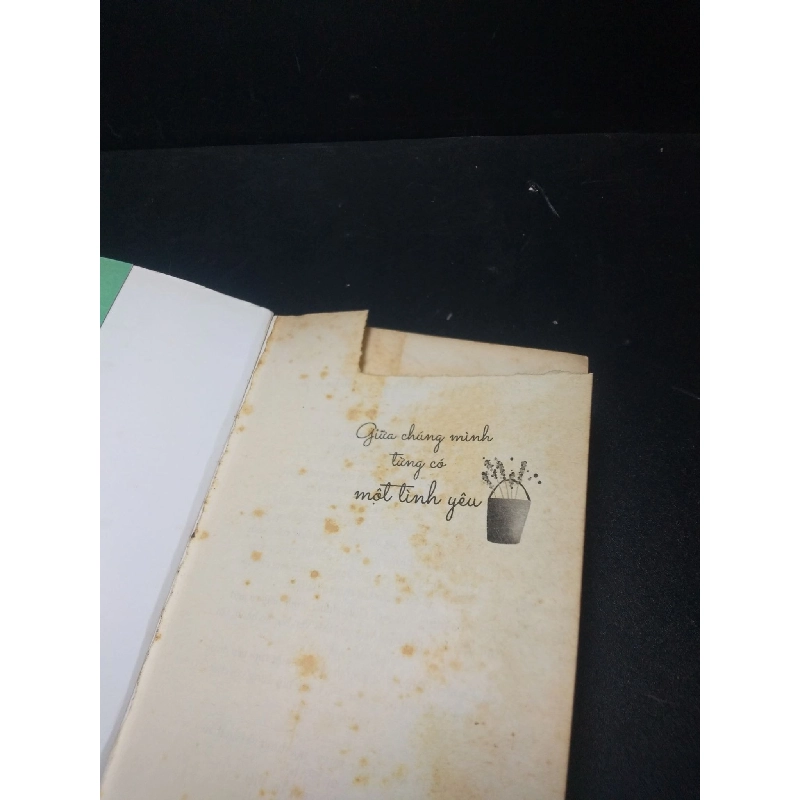 Giữa chúng mình
từng có
một tình yêu